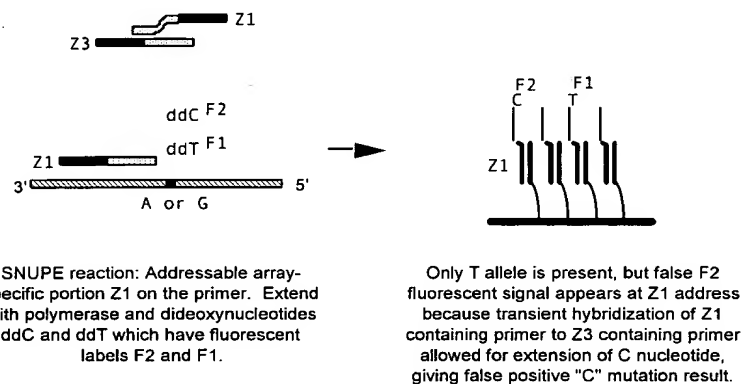 Z1
Z3
ddC F2
ddT F1
Z1
3' 5'
A or G
F2 F1
C T
Z1
SNUPE reaction: Addressable array-
ecific portion Z1 on the primer. Extend
ith polymerase and dideoxynucleotides
ddC and ddT which have fluorescent
labels F2 and F1.
Only T allele is present, but false F2
fluorescent signal appears at Z1 address
because transient hybridization of Z1
containing primer to Z3 containing primer
allowed for extension of C nucleotide,
giving false positive "C" mutation result.